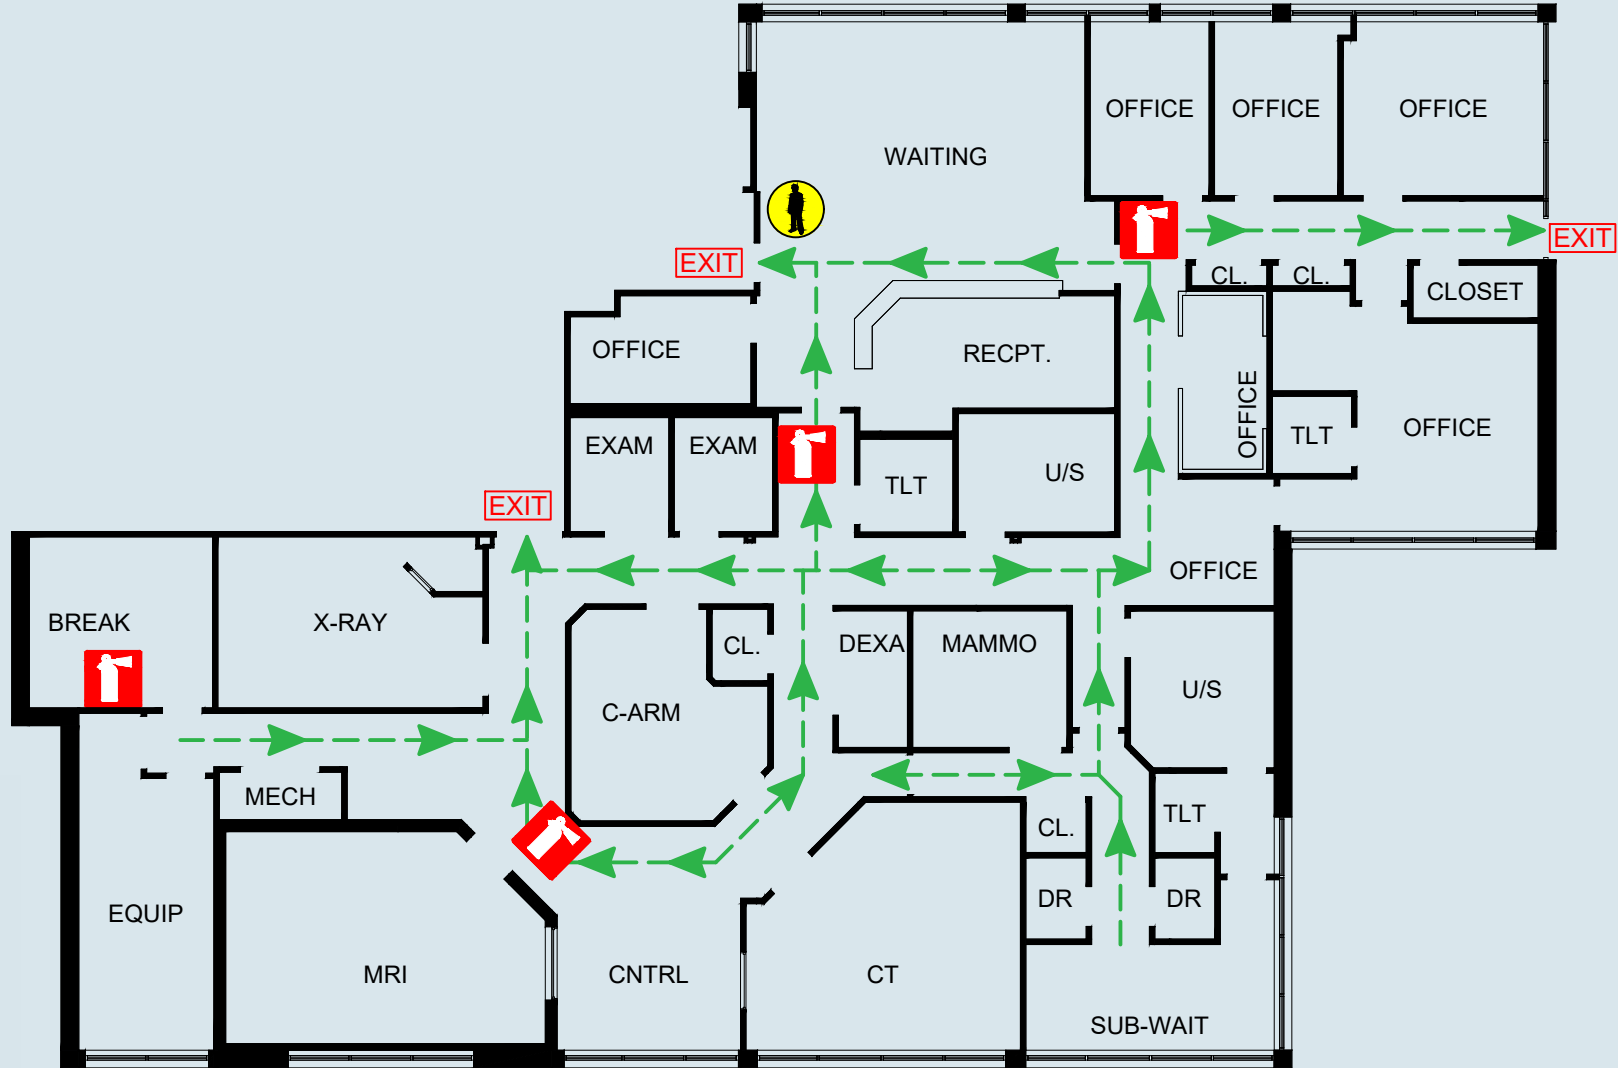 OFFICE
OFFICE
OFFICE
WAITING
EXIT
EXIT
CL.
CL.
CLOSET
OFFICE
RECPT.
OFFICE
TLT
OFFICE
EXAM
EXAM
TLT
U/S
EXIT
OFFICE
BREAK
X-RAY
CL.
DEXA
MAMMO
U/S
C-ARM
MECH
CL.
TLT
DR
DR
EQUIP
MRI
CNTRL
CT
SUB-WAIT